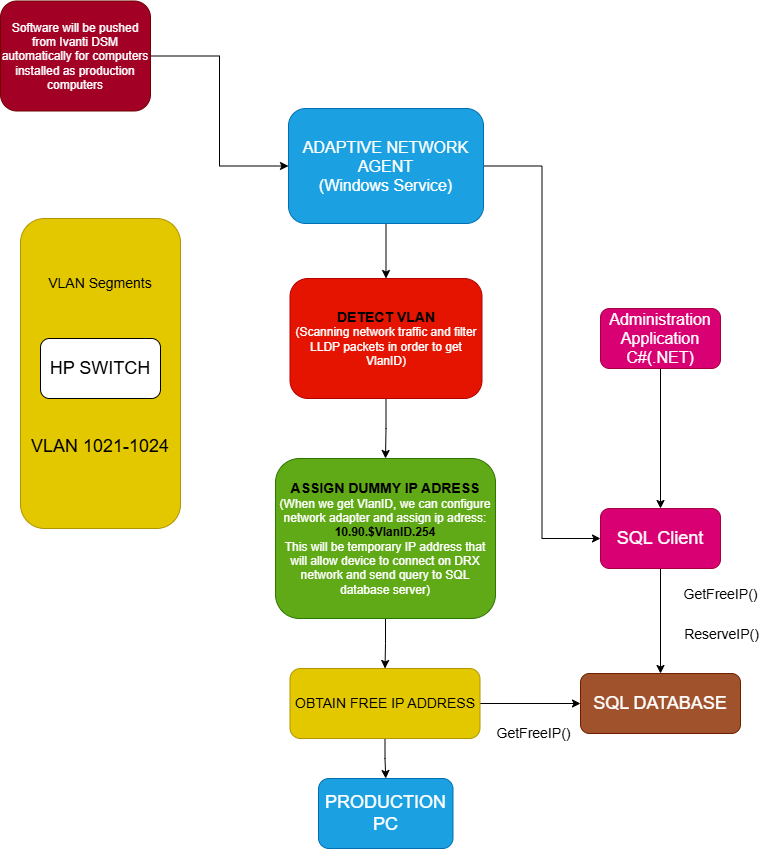 Software will be pushed
from Ivanti DSM
automatically for computers
installed as production
computers
ADAPTIVE NETWORK
AGENT
(Windows Service)
VLAN Segments
HP SWITCH
VLAN 1021-1024
DETECT VLAN
(Scanning network traffic and filter
LLDP packets in order to get
VlanID)
Administration
Application
C#(.NET)
ASSIGN DUMMY IP ADRESS
(When we get VlanID, we can configure
network adapter and assign ip adress:
10.90.$VlanID.254
This will be temporary IP address that
will allow device to connect on DRX
network and send query to SQL
database server)
SQL Client
GetFreeIP()
ReserveIP()
OBTAIN FREE IP ADDRESS
GetFreeIP()
SQL DATABASE
PRODUCTION
PC